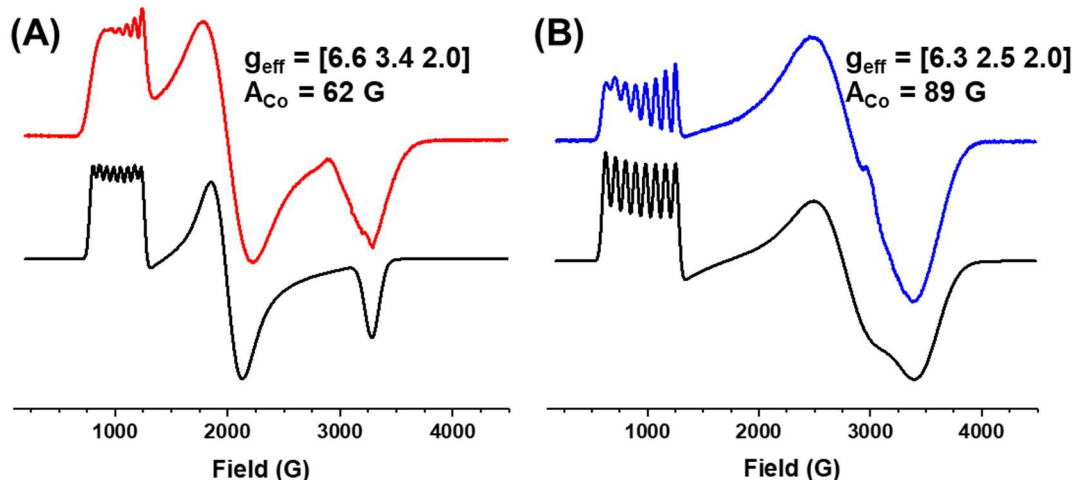 (A)
g_eff = [6.6 3.4 2.0]
A_Co = 62 G
1000 2000 3000 4000
Field (G)
(B)
g_eff = [6.3 2.5 2.0]
A_Co = 89 G
1000 2000 3000 4000
Field (G)